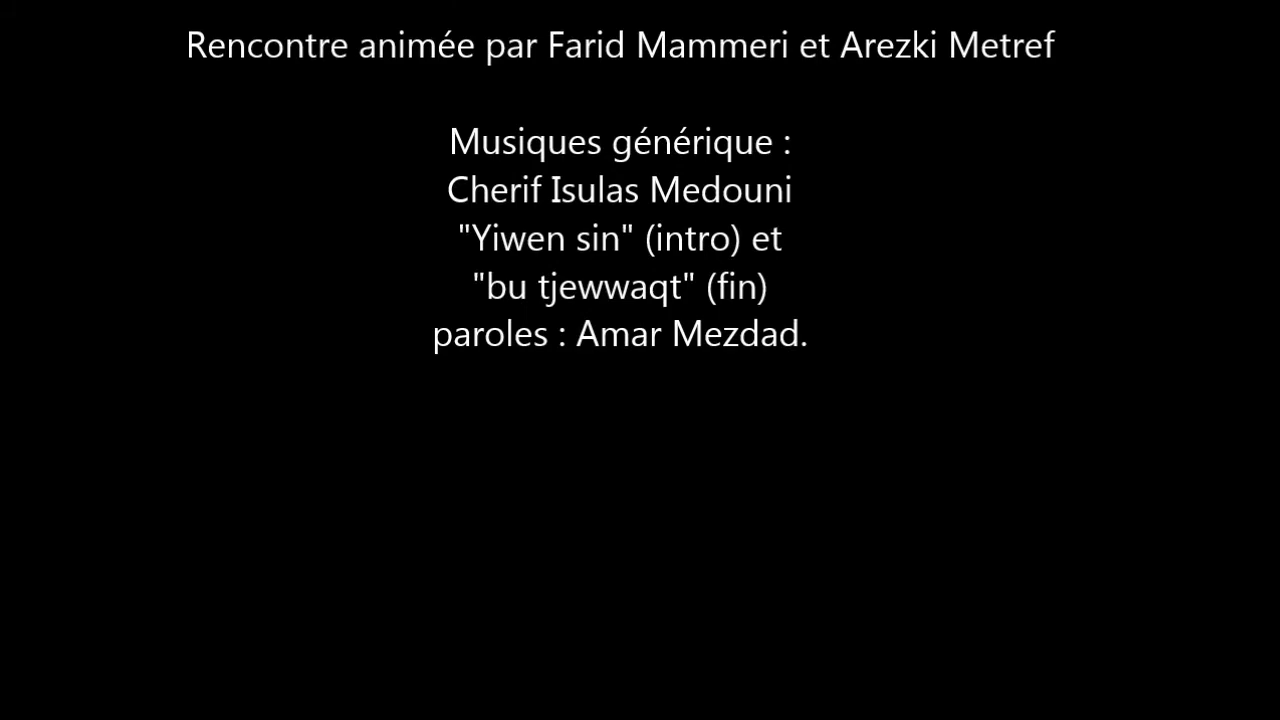 Rencontre animée par Farid Mammeri et Arezki Metref
Musiques générique :
Cherif Isulas Medouni
"Yiwen sin" (intro) et
"bu tjewwaqt" (fin)
paroles : Amar Mezdad.